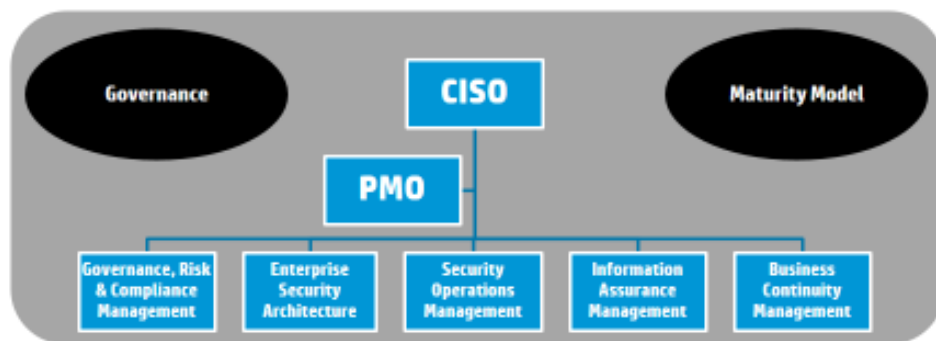 Governance
CISO
Maturity Model
PMO
Governance, Risk
& Compliance
Management
Enterprise
Security
Architecture
Security
Operations
Management
Information
Assurance
Management
Business
Continuity
Management